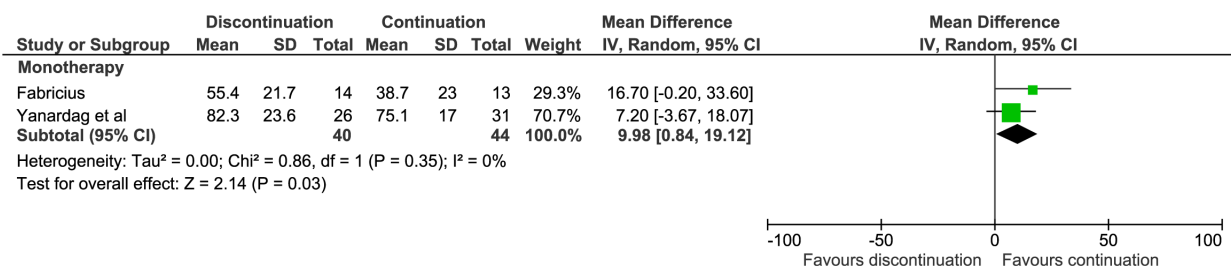 Discontinuation Continuation Mean Difference Mean Difference
Study or Subgroup Mean SD Total Mean SD Total Weight IV, Random, 95% CI IV, Random, 95% CI
Monotherapy
Fabricius 55.4 21.7 14 38.7 23 13 29.3% 16.70 [-0.20, 33.60]
Yanardag et al 82.3 23.6 26 75.1 17 31 70.7% 7.20 [-3.67, 18.07]
Subtotal (95% CI) 40 44 100.0% 9.98 [0.84, 19.12]
Heterogeneity: Tau² = 0.00; Chi² = 0.86, df = 1 (P = 0.35); I² = 0%
Test for overall effect: Z = 2.14 (P = 0.03)
-100 -50 0 50 100
Favours discontinuation Favours continuation